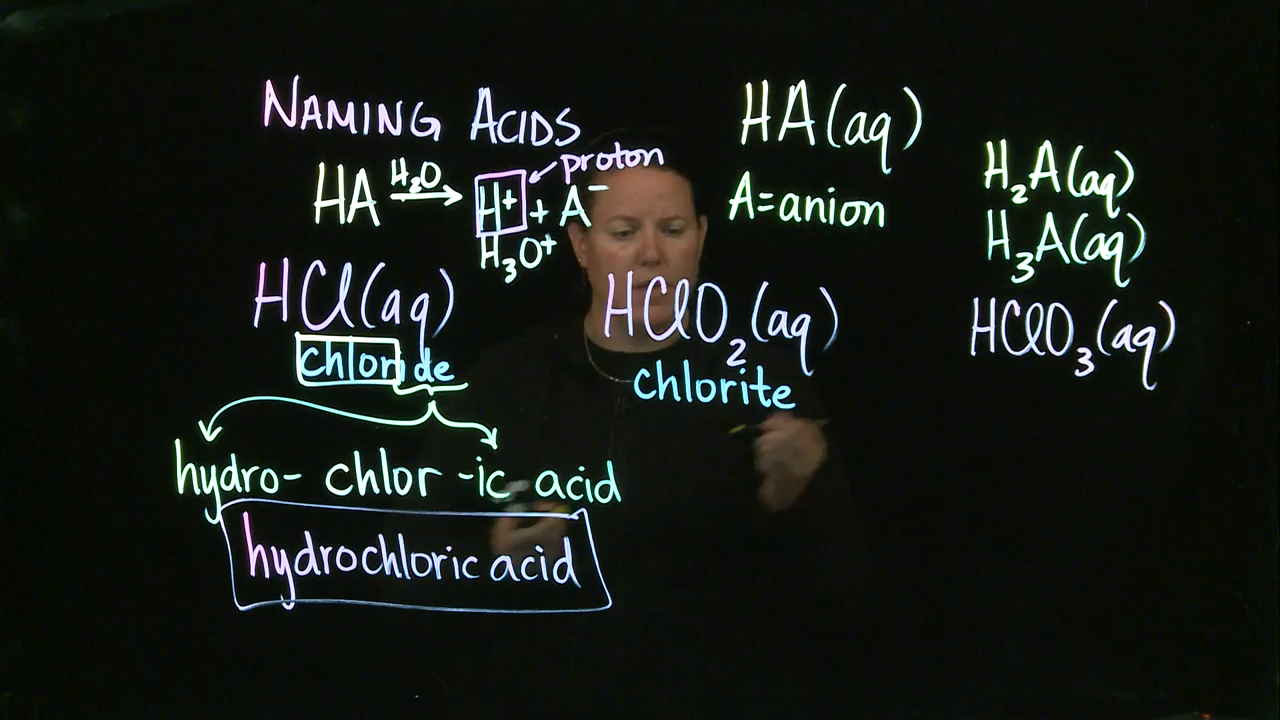 NAMING ACIDS
HA H₂O → H⁺ + A⁻
proton
H₃O⁺
HA(aq)
A=anion
H₂A(aq)
H₃A(aq)
HCl(aq)
chloride
hydro- chlor -ic acid
hydrochloric acid
HClO₂(aq)
chlorite
HClO₃(aq)